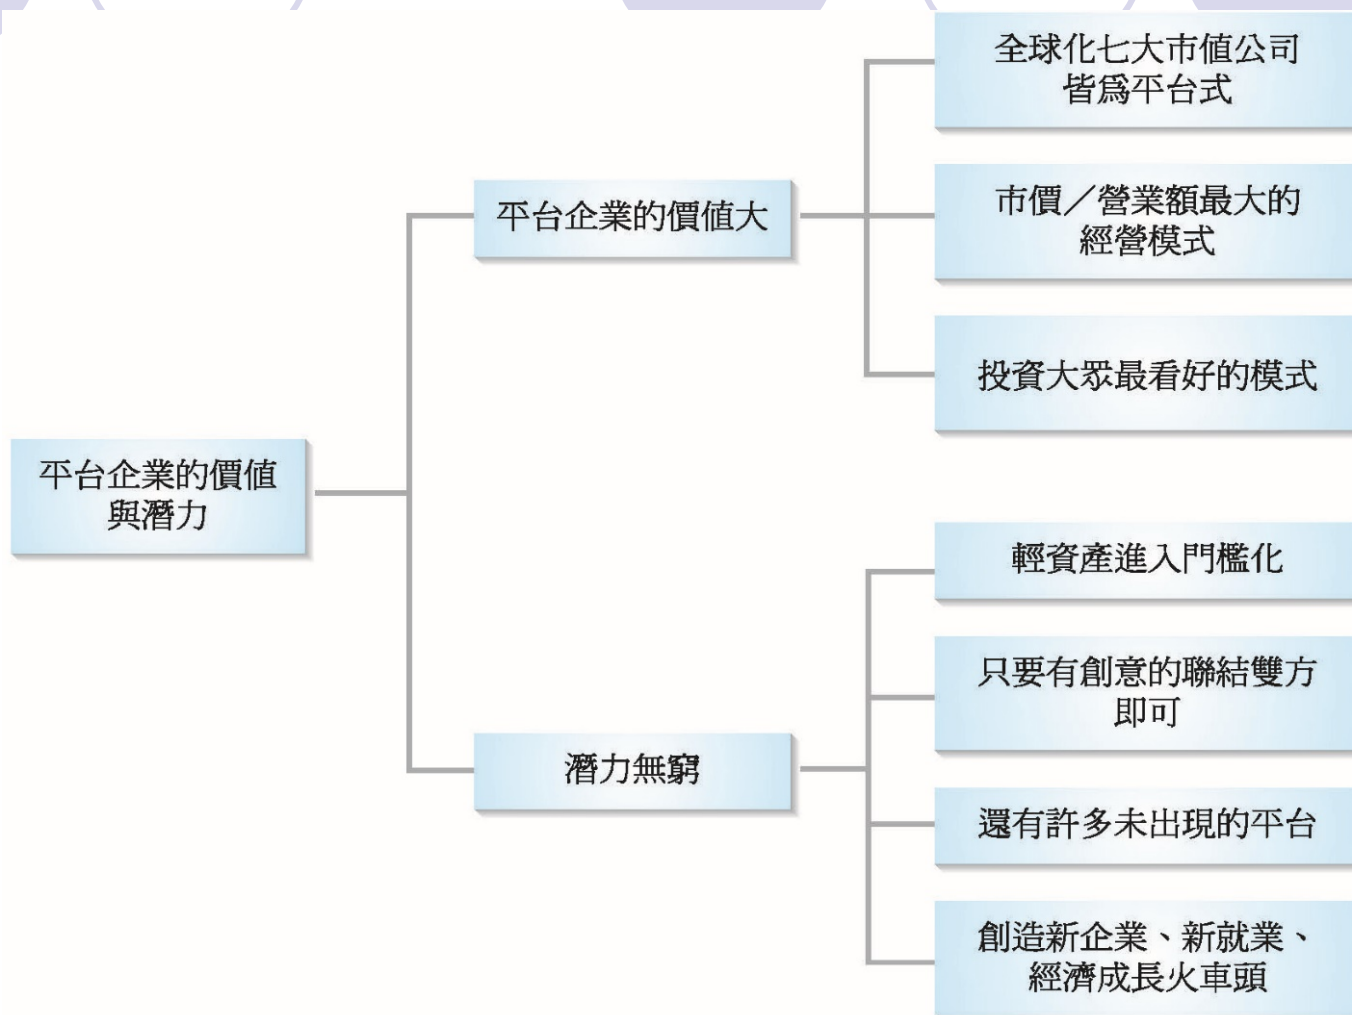 全球化七大市值公司
皆爲平台式
平台企業的價值大
市價／營業額最大的
經營模式
投資大眾最看好的模式
平台企業的價值
與潛力
輕資產進入門檻化
只要有創意的聯結雙方
即可
潛力無窮
還有許多未出現的平台
創造新企業、新就業、
經濟成長火車頭